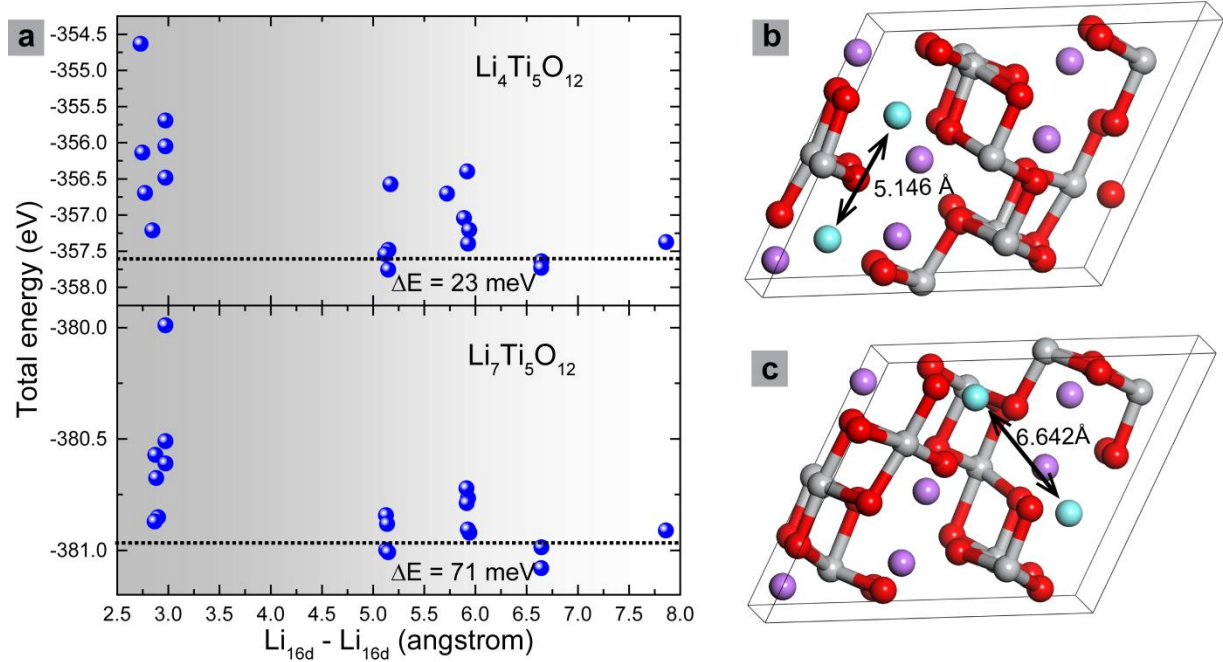 a
Total energy (eV)
-354.5
-355.0
-355.5
-356.0
-356.5
-357.0
-357.5
-358.0
Li₄Ti₅O₁₂
ΔE = 23 meV
-380.0
-380.5
-381.0
Li₇Ti₅O₁₂
ΔE = 71 meV
2.5 3.0 3.5 4.0 4.5 5.0 5.5 6.0 6.5 7.0 7.5 8.0
Li₁₆d - Li₁₆d (angstrom)
b
5.146 Å
c
6.642Å